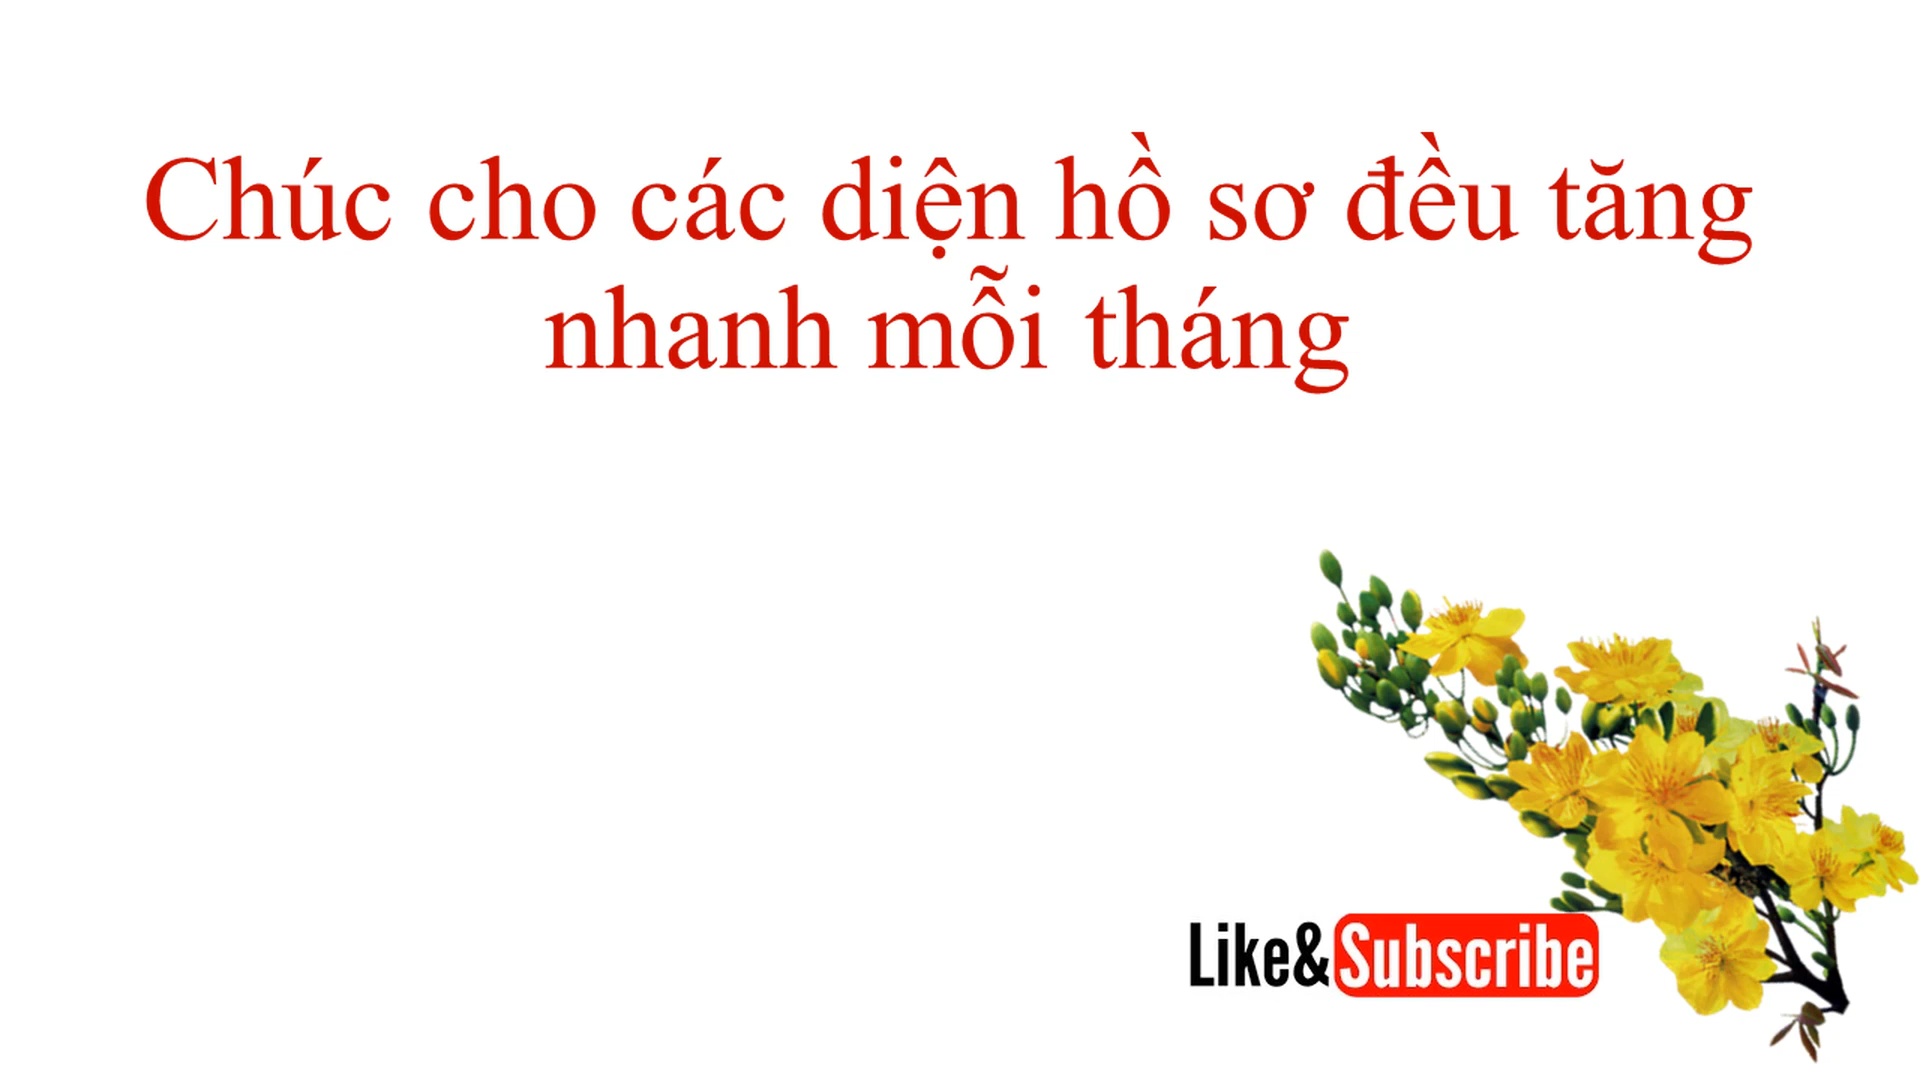 Chúc cho các diện hồ sơ đều tăng
nhanh mỗi tháng
Like& Subscribe